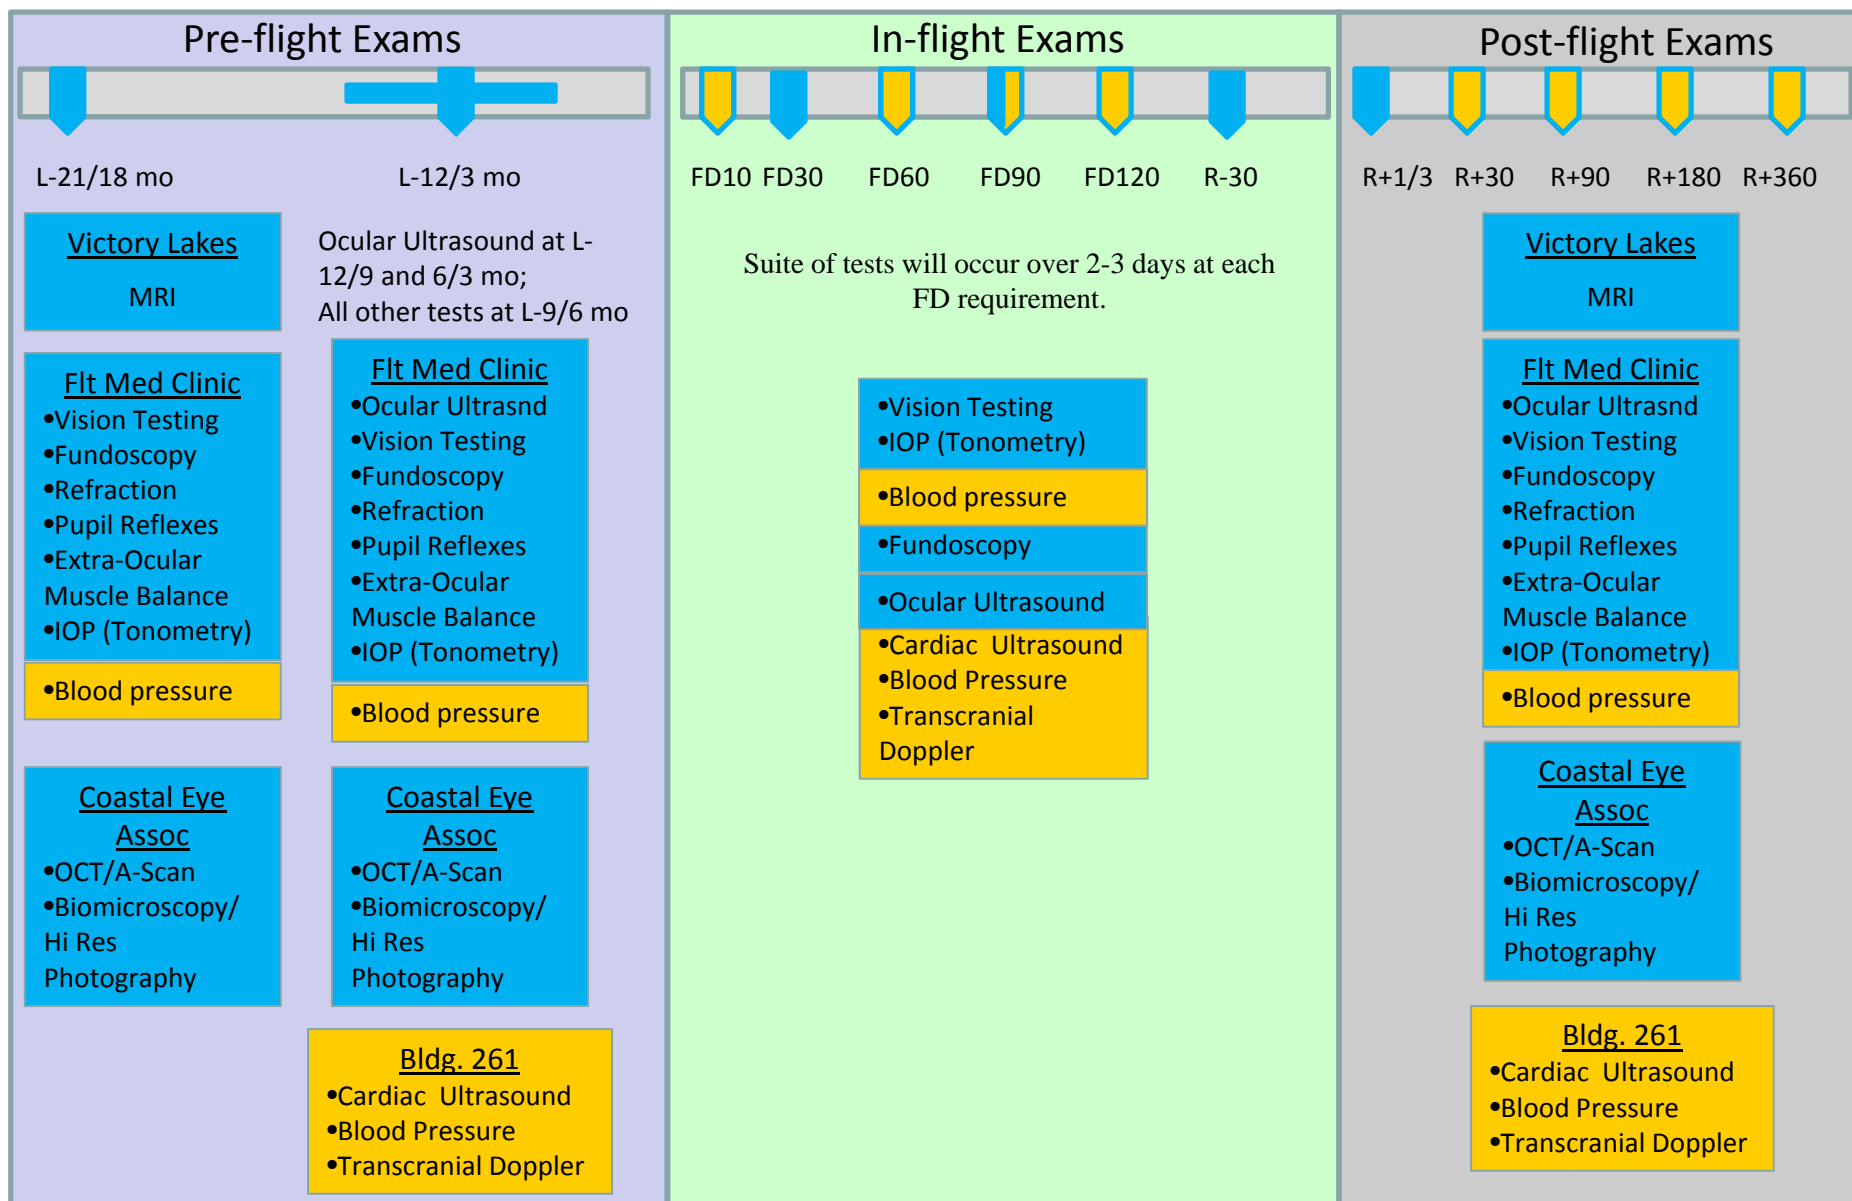 Pre-flight Exams
L-21/18 mo
L-12/3 mo
Victory Lakes
MRI
Flt Med Clinic
•Vision Testing
•Fundoscopy
•Refraction
•Pupil Reflexes
•Extra-Ocular
Muscle Balance
•IOP (Tonometry)
•Blood pressure
Coastal Eye
Assoc
•OCT/A-Scan
•Biomicroscopy/
Hi Res
Photography
Ocular Ultrasound at L-
12/9 and 6/3 mo;
All other tests at L-9/6 mo
Flt Med Clinic
•Ocular Ultrasnd
•Vision Testing
•Fundoscopy
•Refraction
•Pupil Reflexes
•Extra-Ocular
Muscle Balance
•IOP (Tonometry)
•Blood pressure
Coastal Eye
Assoc
•OCT/A-Scan
•Biomicroscopy/
Hi Res
Photography
Bldg. 261
•Cardiac  Ultrasound
•Blood Pressure
•Transcranial Doppler
In-flight Exams
FD10 FD30 FD60 FD90 FD120 R-30
Suite of tests will occur over 2-3 days at each
FD requirement.
•Vision Testing
•IOP (Tonometry)
•Blood pressure
•Fundoscopy
•Ocular Ultrasound
•Cardiac  Ultrasound
•Blood Pressure
•Transcranial
Doppler
Post-flight Exams
R+1/3 R+30 R+90 R+180 R+360
Victory Lakes
MRI
Flt Med Clinic
•Ocular Ultrasnd
•Vision Testing
•Fundoscopy
•Refraction
•Pupil Reflexes
•Extra-Ocular
Muscle Balance
•IOP (Tonometry)
•Blood pressure
Coastal Eye
Assoc
•OCT/A-Scan
•Biomicroscopy/
Hi Res
Photography
Bldg. 261
•Cardiac  Ultrasound
•Blood Pressure
•Transcranial Doppler